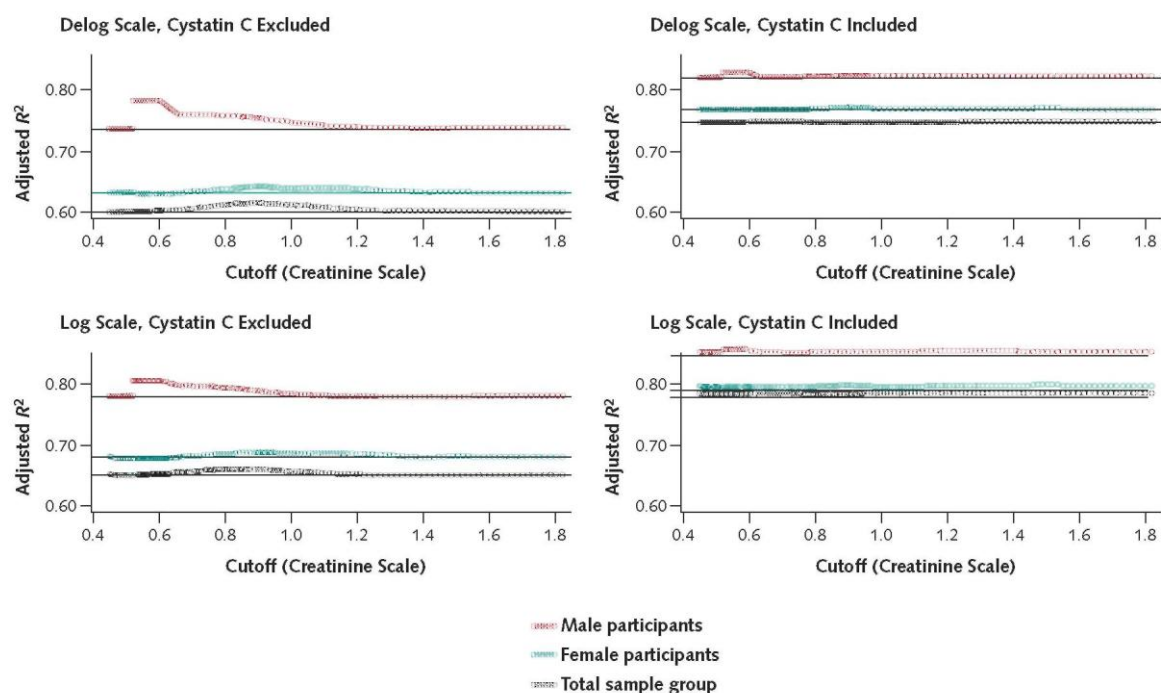 Delog Scale, Cystatin C Excluded
Adjusted R²
0.80
0.70
0.60
0.4 0.6 0.8 1.0 1.2 1.4 1.6 1.8
Cutoff (Creatinine Scale)
Delog Scale, Cystatin C Included
Adjusted R²
0.80
0.70
0.60
0.4 0.6 0.8 1.0 1.2 1.4 1.6 1.8
Cutoff (Creatinine Scale)
Log Scale, Cystatin C Excluded
Adjusted R²
0.80
0.70
0.60
0.4 0.6 0.8 1.0 1.2 1.4 1.6 1.8
Cutoff (Creatinine Scale)
Log Scale, Cystatin C Included
Adjusted R²
0.80
0.70
0.60
0.4 0.6 0.8 1.0 1.2 1.4 1.6 1.8
Cutoff (Creatinine Scale)
Male participants
Female participants
Total sample group